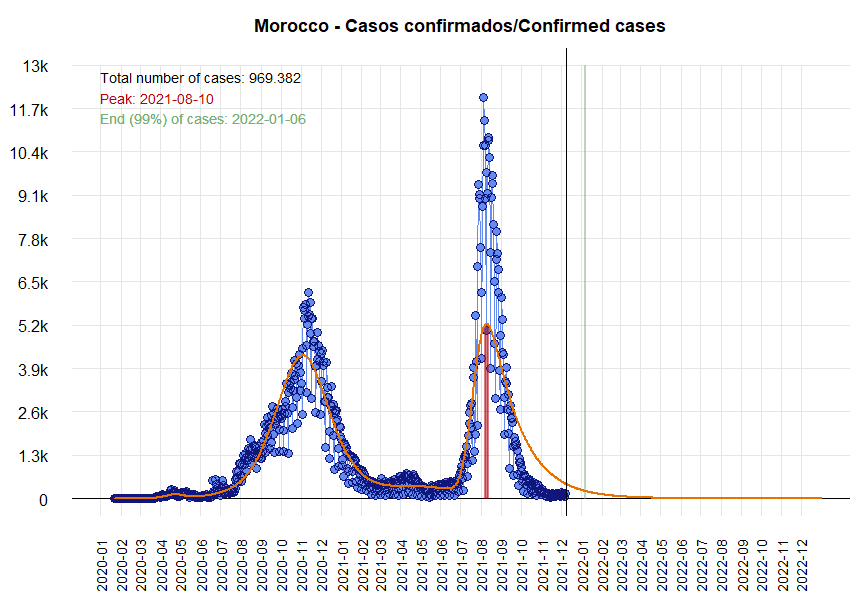 Morocco - Casos confirmados/Confirmed cases
Total number of cases: 969.382
Peak: 2021-08-10
End (99%) of cases: 2022-01-06
13k
11.7k
10.4k
9.1k
7.8k
6.5k
5.2k
3.9k
2.6k
1.3k
0
2020-01
2020-02
2020-03
2020-04
2020-05
2020-06
2020-07
2020-08
2020-09
2020-10
2020-11
2020-12
2021-01
2021-02
2021-03
2021-04
2021-05
2021-06
2021-07
2021-08
2021-09
2021-10
2021-11
2021-12
2022-01
2022-02
2022-03
2022-04
2022-05
2022-06
2022-07
2022-08
2022-09
2022-10
2022-11
2022-12